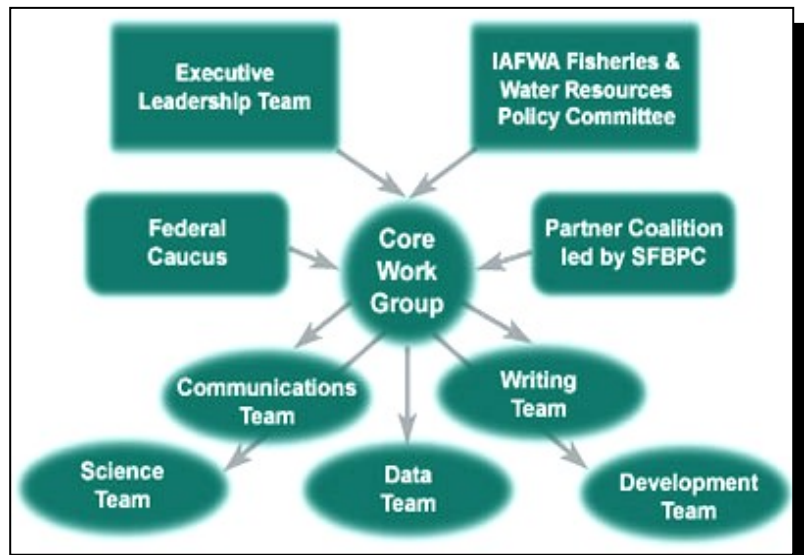 Executive
Leadership Team
IAFWA Fisheries &
Water Resources
Policy Committee
Federal
Caucus
Core
Work
Group
Partner Coalition
led by SFBPC
Communications
Team
Writing
Team
Science
Team
Data
Team
Development
Team